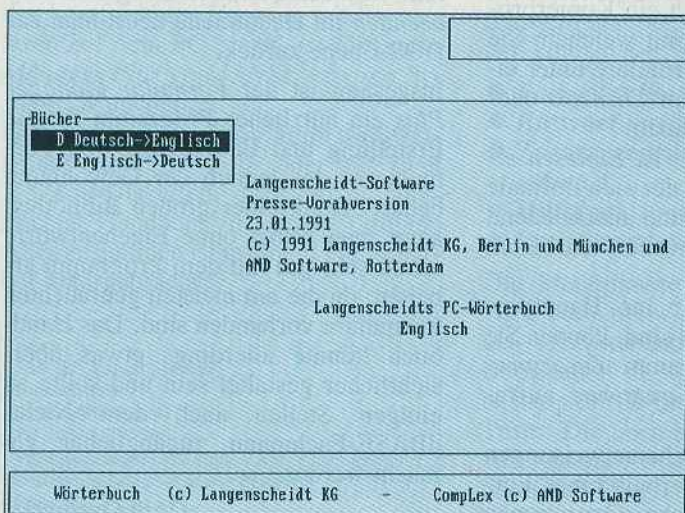 Bücher
D Deutsch->Englisch
E Englisch->Deutsch
Langenscheidt-Software
Presse-Vorabversion
23.01.1991
(c) 1991 Langenscheidt KG, Berlin und München und
AND Software, Rotterdam
Langenscheidts PC-Wörterbuch
Englisch
Wörterbuch (c) Langenscheidt KG - CompLex (c) AND Software